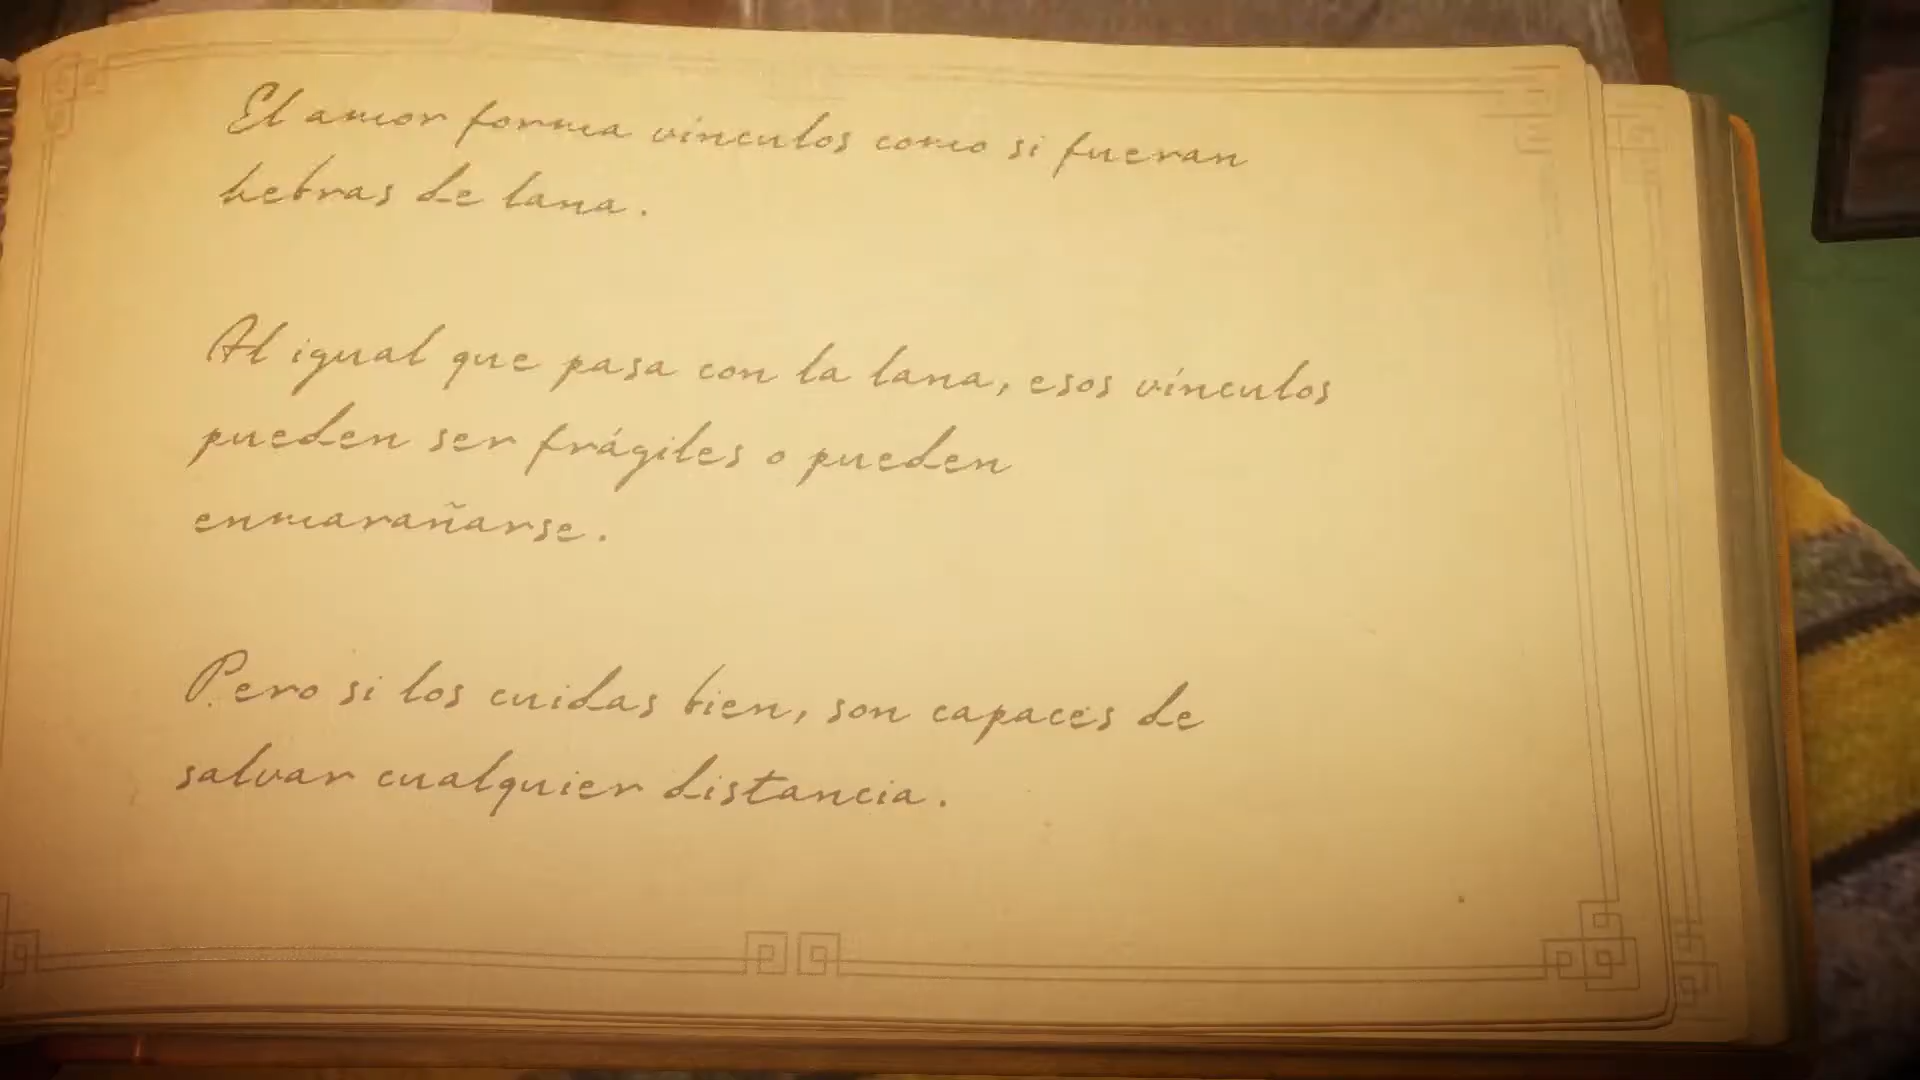 El amor forma vínculos como si fueran
hebras de lana.
Al igual que pasa con la lana, esos vínculos
pueden ser frágiles o pueden
enmarañarse.
Pero si los cuidas bien, son capaces de
salvar cualquier distancia.